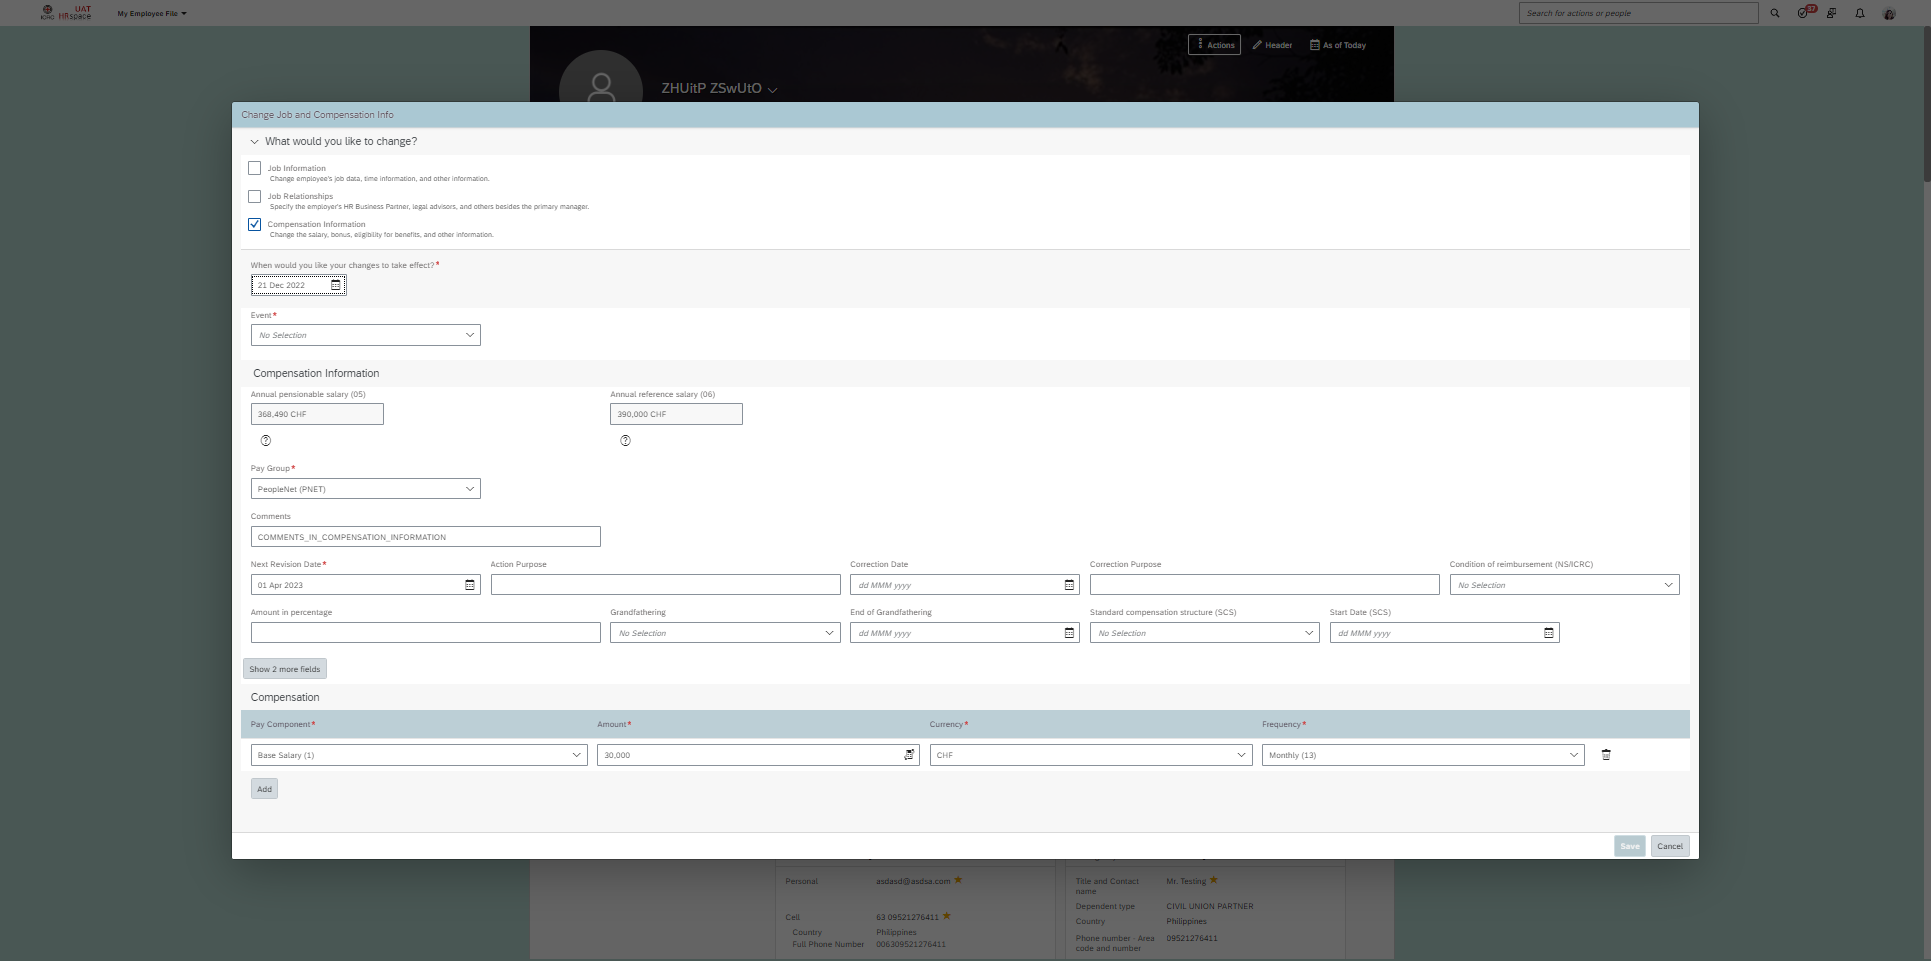 ICRC UAT HRspace My Employee File Search for actions or people 37
Actions Header As of Today
ZHUitP ZSwUtO
Change Job and Compensation Info
What would you like to change?
Job Information
Change employee's job data, time information, and other information.
Job Relationships
Specify the employer's HR Business Partner, legal advisors, and others besides the primary manager.
Compensation Information
Change the salary, bonus, eligibility for benefits, and other information.
When would you like your changes to take effect?*
21 Dec 2022
Event*
No Selection
Compensation Information
Annual pensionable salary (05) Annual reference salary (06)
368,490 CHF 390,000 CHF
Pay Group*
PeopleNet (PNET)
Comments
COMMENTS_IN_COMPENSATION_INFORMATION
Next Revision Date* Action Purpose Correction Date Correction Purpose Condition of reimbursement (NS/ICRC)
01 Apr 2023 dd MMM yyyy No Selection
Amount in percentage Grandfathering End of Grandfathering Standard compensation structure (SCS) Start Date (SCS)
No Selection dd MMM yyyy No Selection dd MMM yyyy
Show 2 more fields
Compensation
Pay Component* Amount* Currency* Frequency*
Base Salary (1) 30,000 CHF Monthly (13)
Add
Save Cancel
Personal asdasd@asdsa.com
Cell 63 09521276411
Country Philippines
Full Phone Number 006309521276411
Title and Contact name Mr. Testing
Dependent type CIVIL UNION PARTNER
Country Philippines
Phone number - Area code and number 09521276411